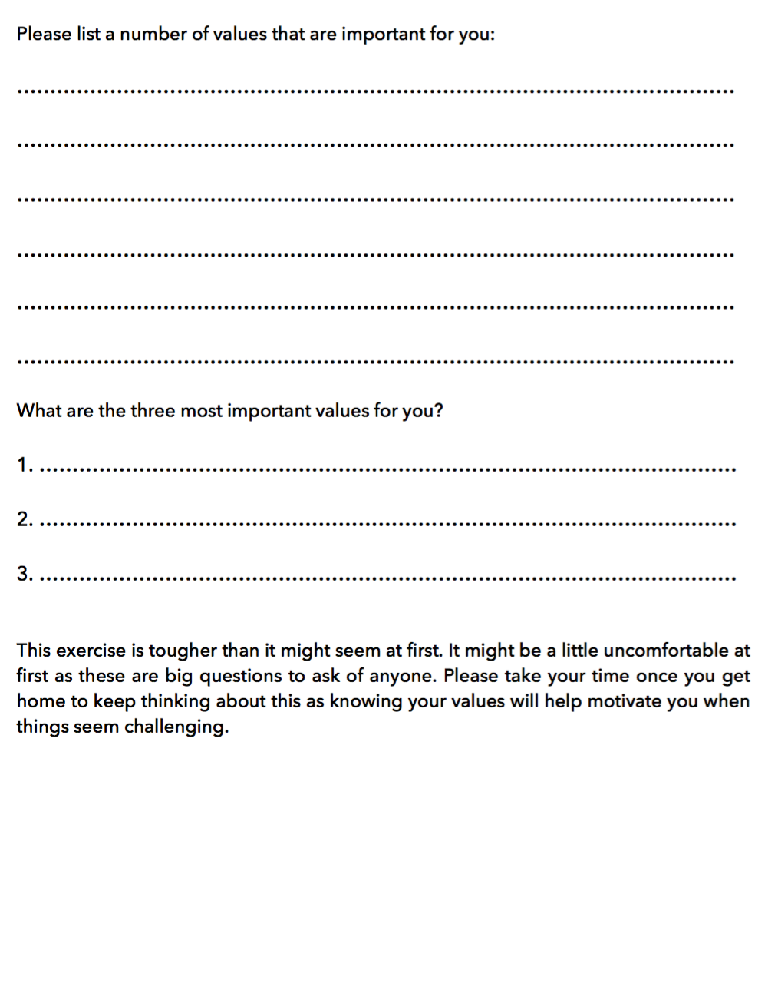 Please list a number of values that are important for you:
............................................................................................................
............................................................................................................
............................................................................................................
............................................................................................................
............................................................................................................
............................................................................................................
What are the three most important values for you?
1. .........................................................................................................
2. .........................................................................................................
3. .........................................................................................................
This exercise is tougher than it might seem at first. It might be a little uncomfortable at
first as these are big questions to ask of anyone. Please take your time once you get
home to keep thinking about this as knowing your values will help motivate you when
things seem challenging.